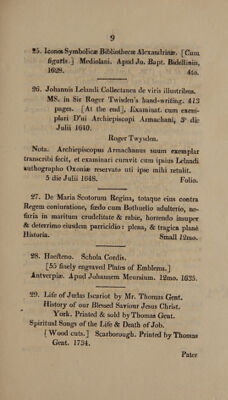 9
25. Icones Symbolicæ Bibliothecæ Alexandrinæ. [Cum
figuris.] Mediolani. Apud Jo. Bapt. Bidellinin,
1628. 4to.
26. Johannis Lelandi Collectanea de viris illustribus.
MS. in Sir Roger Twisden's hand-writing. 413
pages. [At the end]. Examinat. cum exem-
plari D'ni Archiepiscopi Armachani, 3o die
Julii 1640.
Roger Twysden.
Nota. Archiepiscopus Armachanus suum exemplar
transcribi fecit, et examinari curavit cum ipsius Lelandi
authographo Oxoniæ reservato uti ipse mihi retulit.
5 die Julii 1648. Folio.
27. De Maria Scotorum Regina, totaque eius contra
Regem coniuratione, fœdo cum Bothuelio adulterio, ne-
faria in maritum crudelitate & rabie, horrendo insuper
& deterrimo eiusdem parricidio: plena, & tragica planè
Historia. Small 12mo.
28. Haefteno. Schola Cordis.
[55 finely engraved Plates of Emblems.]
Antverpiæ. Apud Johannem Meursium. 12mo. 1635.
29. Life of Judas Iscariot by Mr. Thomas Gent.
History of our Blessed Saviour Jesus Christ.
York. Printed & sold by Thomas Gent.
Spiritual Songs of the Life & Death of Job.
[Wood cuts.] Scarborough. Printed by Thomas
Gent. 1734.
Pater